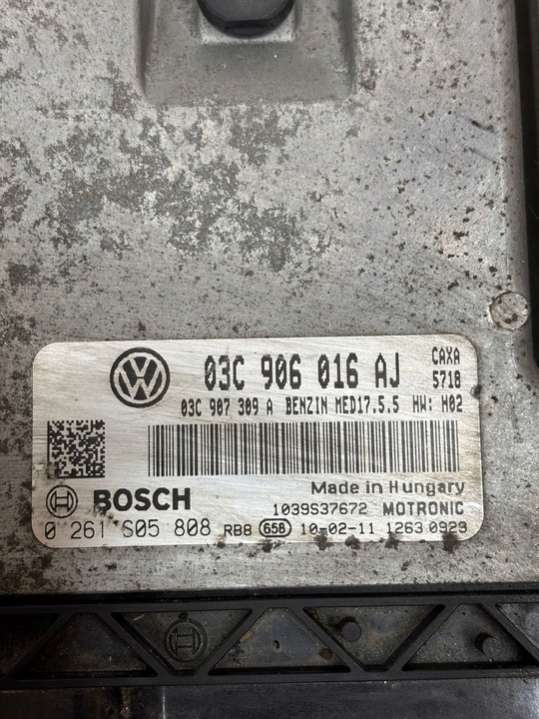 03C 906 016 AJ CAXA
5718
03C 907 309 A BENZIN MED17.5.5 HW: H02
Made in Hungary
BOSCH 1039S37672 MOTRONIC
0 261 S05 808 RB8 658 10-02-11 1263 0929